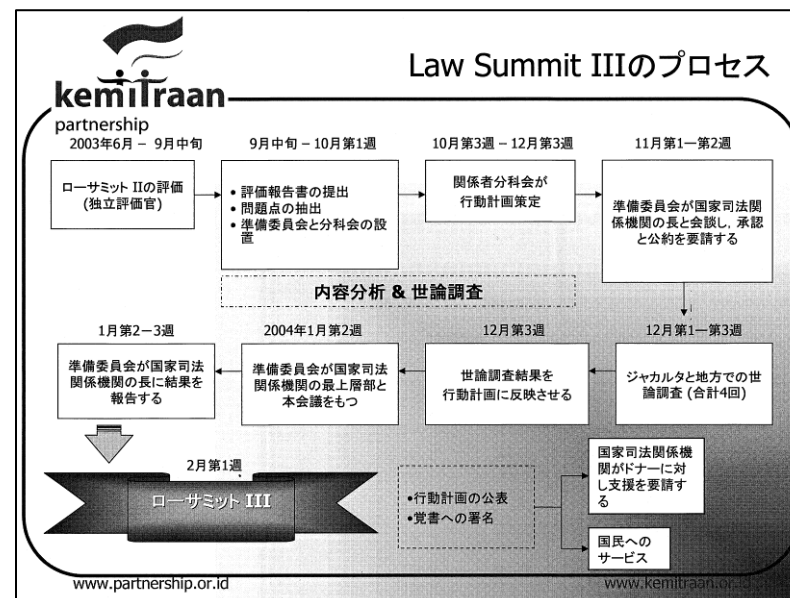 kemitraan
partnership
Law Summit IIIのプロセス
2003年6月 – 9月中旬
ローサミット IIの評価
(独立評価官)
9月中旬 – 10月第1週
• 評価報告書の提出
• 問題点の抽出
• 準備委員会と分科会の設
置
10月第3週 – 12月第3週
関係者分科会が
行動計画策定
11月第1―第2週
準備委員会が国家司法関
係機関の長と会談し，承認
と公約を要請する
内容分析 & 世論調査
1月第2－3週
準備委員会が国家司法
関係機関の長に結果を
報告する
2004年1月第2週
準備委員会が国家司法
関係機関の最上層部と
本会議をもつ
12月第3週
世論調査結果を
行動計画に反映させる
12月第1―第3週
ジャカルタと地方での世
論調査 (合計4回)
2月第1週
ローサミット III
•行動計画の公表
•覚書への署名
国家司法関係機
関がドナーに対
し支援を要請す
る
国民への
サービス
www.partnership.or.id
www.kemitraan.or.id